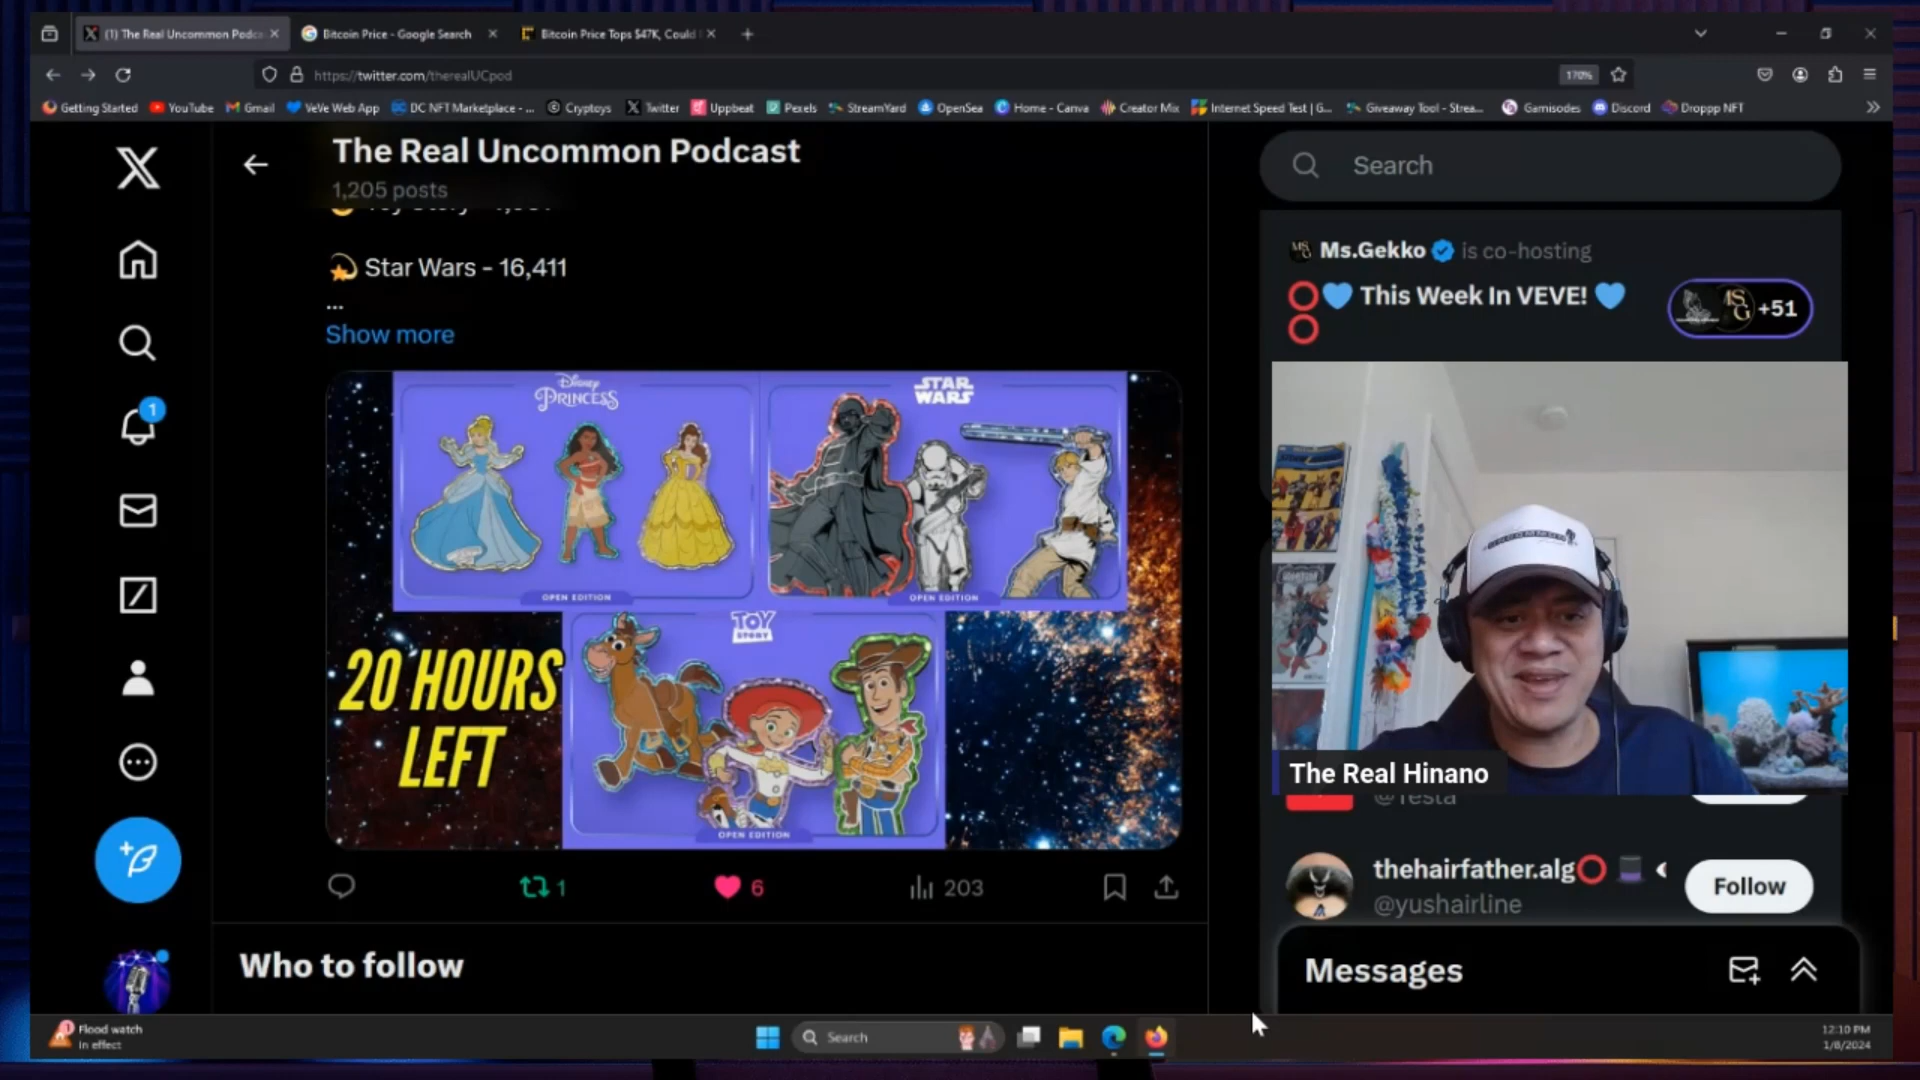 (1) The Real Uncommon Podc
Bitcoin Price - Google Search
Bitcoin Price Tops $47K, Could
https://twitter.com/therealUCpod
170%
Getting Started
YouTube
Gmail
VeVe Web App
DC NFT Marketplace - ...
Cryptoys
Twitter
Uppbeat
Pexels
StreamYard
OpenSea
Home - Canva
Creator Mix
Internet Speed Test | G...
Giveaway Tool - Strea...
Gamisodes
Discord
Droppp NFT
The Real Uncommon Podcast
1,205 posts
Star Wars - 16,411
...
Show more
Disney
PRINCESS
OPEN EDITION
STAR
WARS
OPEN EDITION
20 HOURS
LEFT
TOY
STORY
OPEN EDITION
1
6
203
Who to follow
1
Search
Ms.Gekko is co-hosting
This Week In VEVE!
MS
G
+51
The Real Hinano
thehairfather.alg
@yushairline
Follow
Messages
Flood watch
In effect
Search
12:10 PM
1/8/2024